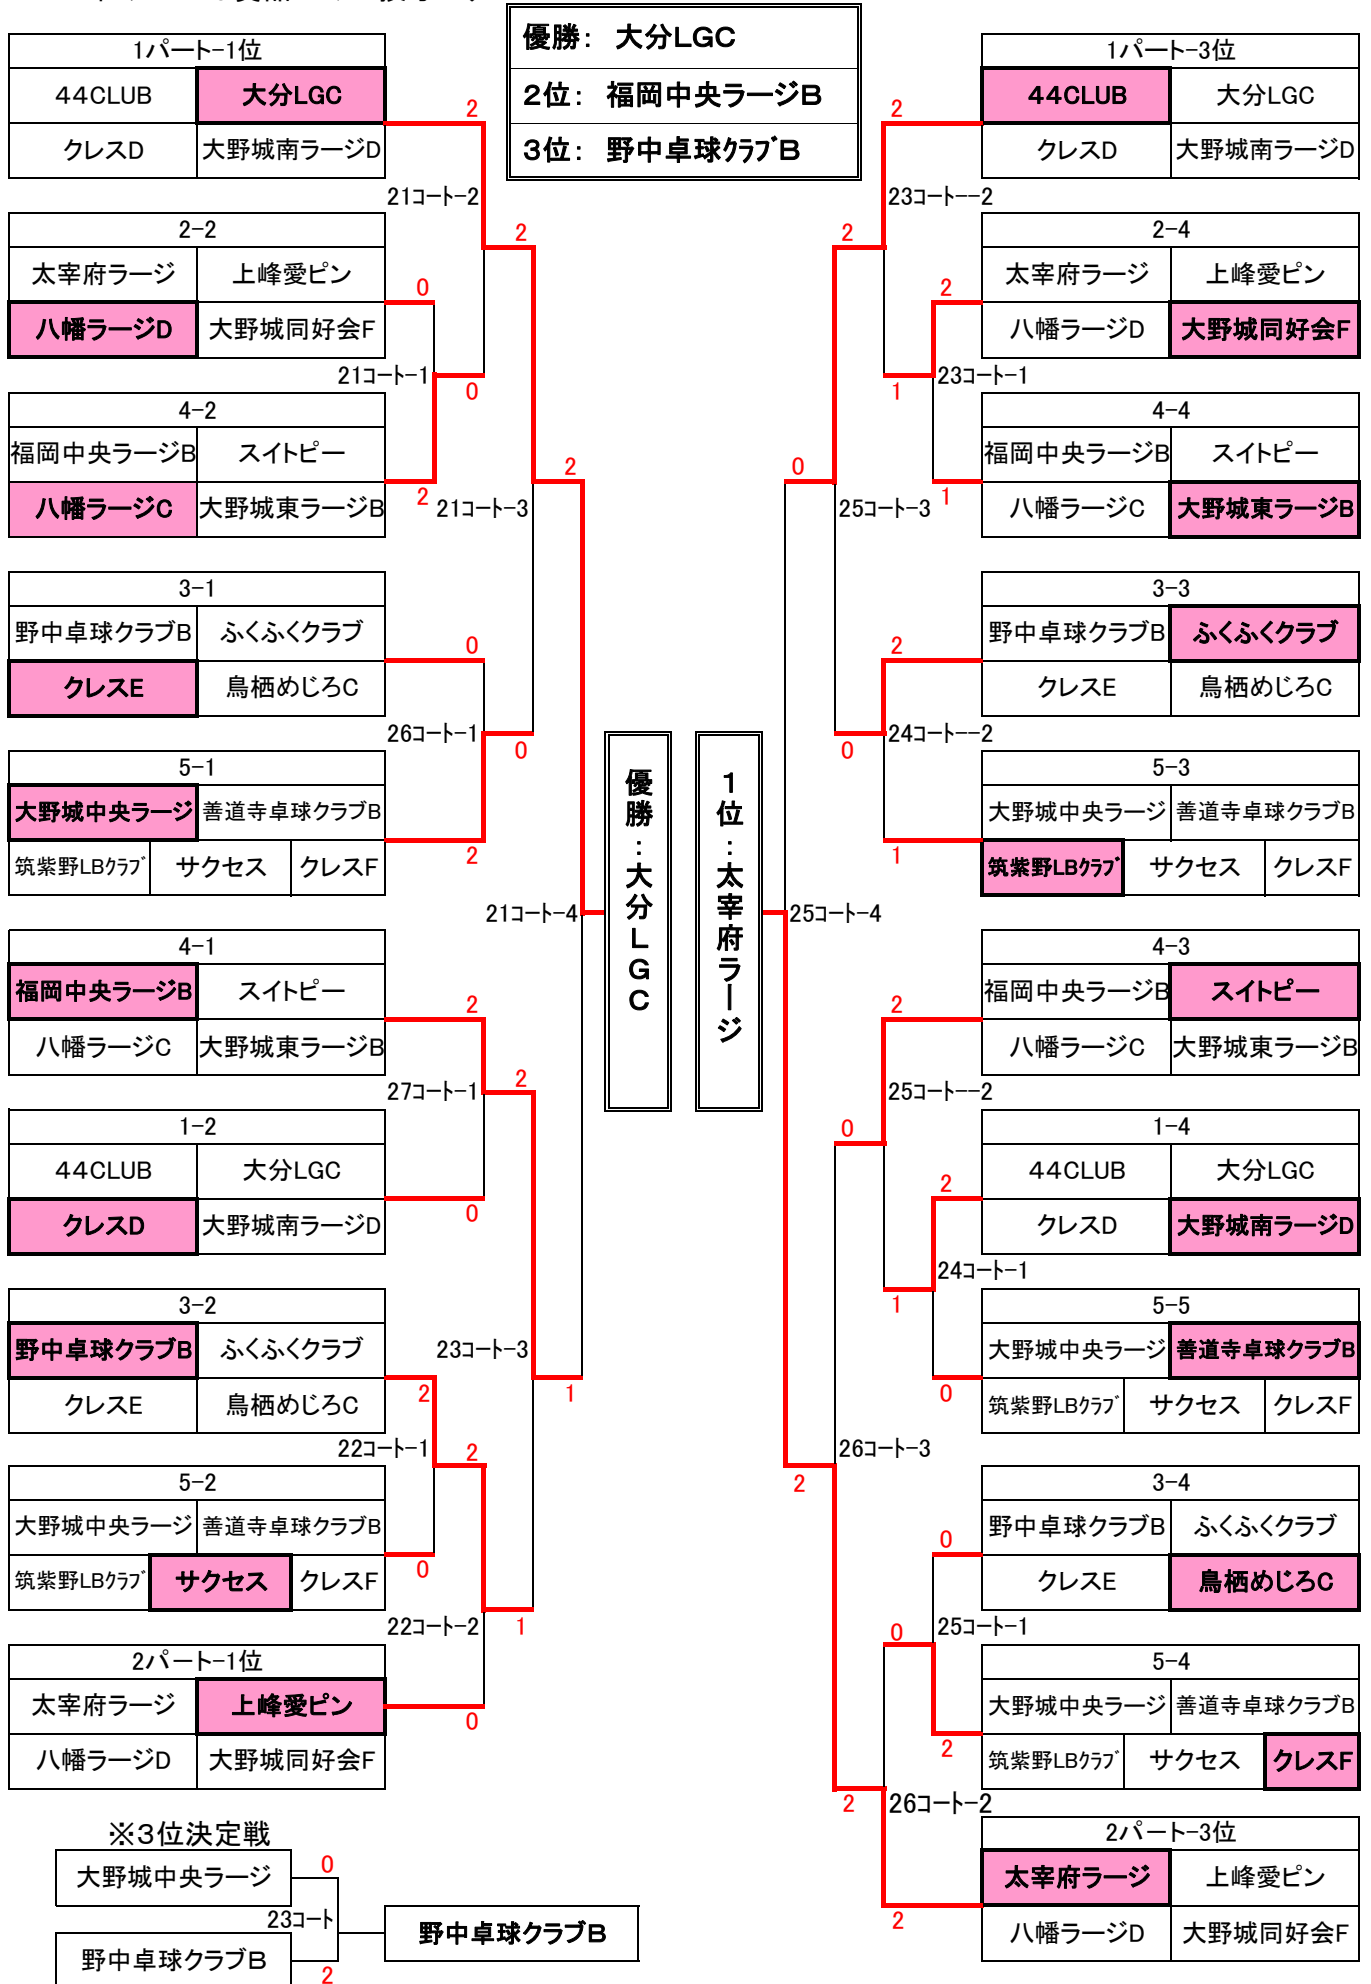 優勝： 大分LGC
2位： 福岡中央ラージB
3位： 野中卓球ｸﾗﾌﾞB
1パート-1位
44CLUB 大分LGC
クレスD 大野城南ラージD
2
21コート-2
2-2
太宰府ラージ 上峰愛ピン
八幡ラージD 大野城同好会F
0
2
21コート-1
0
4-2
福岡中央ラージB スイトピー
八幡ラージC 大野城東ラージB
2
21コート-3
2
3-1
野中卓球クラブB ふくふくクラブ
クレスE 鳥栖めじろC
0
26コート-1
0
5-1
大野城中央ラージ 善道寺卓球クラブB
筑紫野LBｸﾗﾌﾞ サクセス クレスF
2
21コート-4
4-1
福岡中央ラージB スイトピー
八幡ラージC 大野城東ラージB
2
27コート-1
2
1-2
44CLUB 大分LGC
クレスD 大野城南ラージD
0
3-2
野中卓球クラブB ふくふくクラブ
クレスE 鳥栖めじろC
23コート-3
2
1
22コート-1
2
5-2
大野城中央ラージ 善道寺卓球クラブB
筑紫野LBｸﾗﾌﾞ サクセス クレスF
0
22コート-2
1
2パート-1位
太宰府ラージ 上峰愛ピン
八幡ラージD 大野城同好会F
0
優勝：大分LGC
1位：太宰府ラージ
1パート-3位
44CLUB 大分LGC
クレスD 大野城南ラージD
2
23コート--2
2-4
太宰府ラージ 上峰愛ピン
八幡ラージD 大野城同好会F
2
2
23コート-1
1
4-4
福岡中央ラージB スイトピー
八幡ラージC 大野城東ラージB
0
25コート-3
1
3-3
野中卓球クラブB ふくふくクラブ
クレスE 鳥栖めじろC
2
24コート--2
0
5-3
大野城中央ラージ 善道寺卓球クラブB
筑紫野LBｸﾗﾌﾞ サクセス クレスF
1
25コート-4
4-3
福岡中央ラージB スイトピー
八幡ラージC 大野城東ラージB
2
25コート--2
0
1-4
44CLUB 大分LGC
クレスD 大野城南ラージD
2
24コート-1
1
5-5
大野城中央ラージ 善道寺卓球クラブB
筑紫野LBｸﾗﾌﾞ サクセス クレスF
0
26コート-3
2
3-4
野中卓球クラブB ふくふくクラブ
クレスE 鳥栖めじろC
0
25コート-1
0
5-4
大野城中央ラージ 善道寺卓球クラブB
筑紫野LBｸﾗﾌﾞ サクセス クレスF
2
2
26コート-2
2パート-3位
太宰府ラージ 上峰愛ピン
八幡ラージD 大野城同好会F
2
※3位決定戦
大野城中央ラージ
0
23コート
野中卓球クラブB
野中卓球クラブB
2